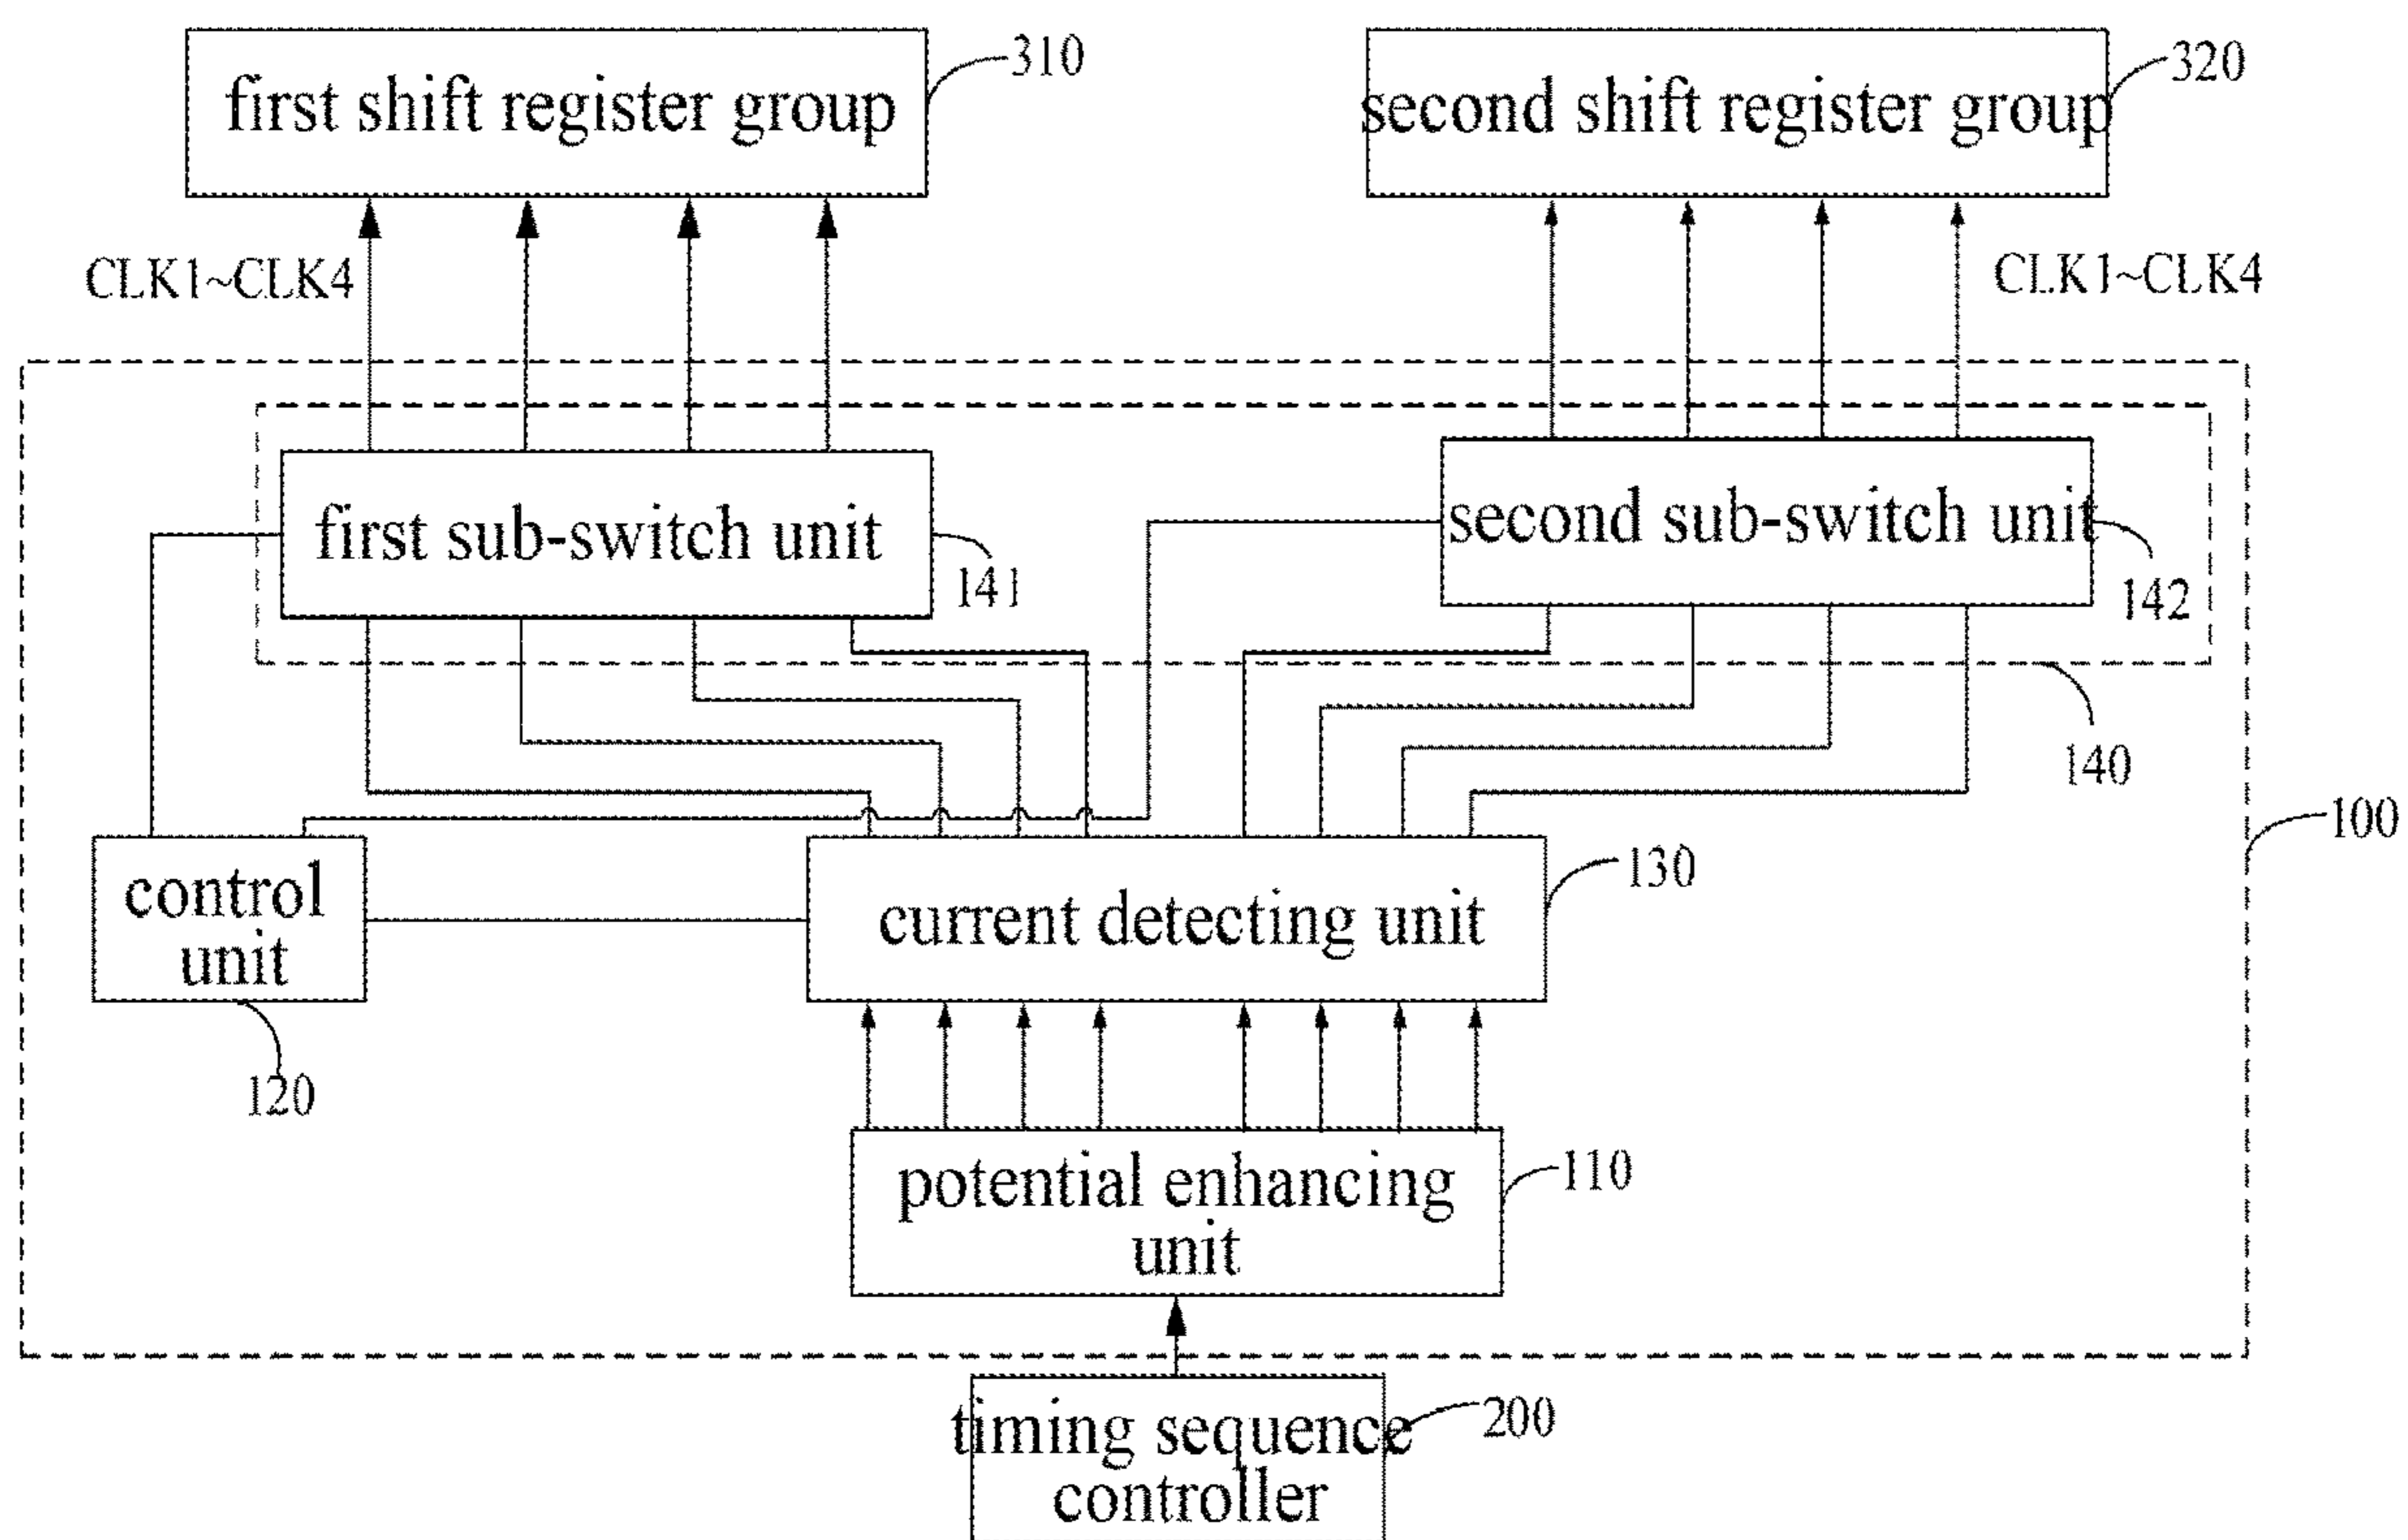 first shift register group
310
second shift register group
320
CLK1~CLK4
CLK1~CLK4
first sub-switch unit
141
second sub-switch unit
142
140
100
control
unit
120
current detecting unit
130
potential enhancing
unit
110
timing sequence
controller
200